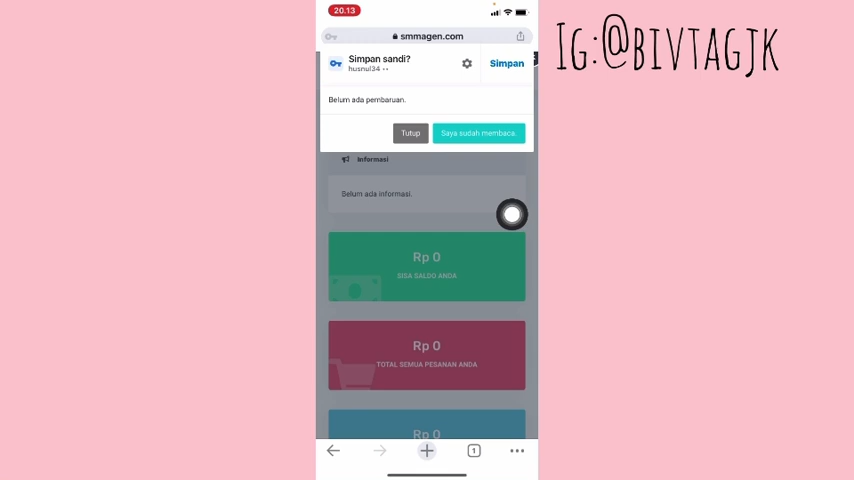 20.13
IG:@BIVTAGJK
smmagen.com
Simpan sandi?
husnul34 ••
Simpan
Belum ada pembaruan.
Tutup
Saya sudah membaca.
Informasi
Belum ada informasi.
Rp 0
SISA SALDO ANDA
Rp 0
TOTAL SEMUA PESANAN ANDA
Rp 0
1